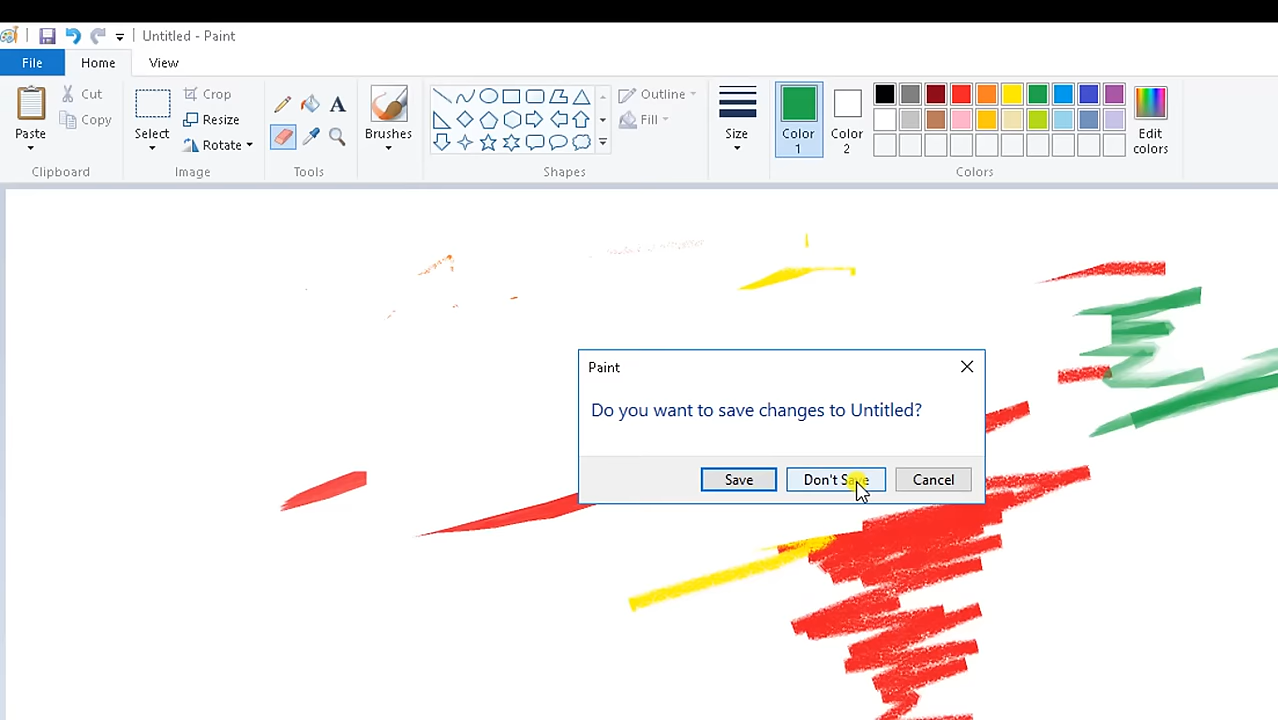 Untitled - Paint
File Home View
Cut
Copy
Paste
Clipboard
Crop
Resize
Rotate
Select
Image
A
Tools
Brushes
Outline
Fill
Shapes
Size
Color 1
Color 2
Edit colors
Colors
Paint
Do you want to save changes to Untitled?
Save Don't Save Cancel